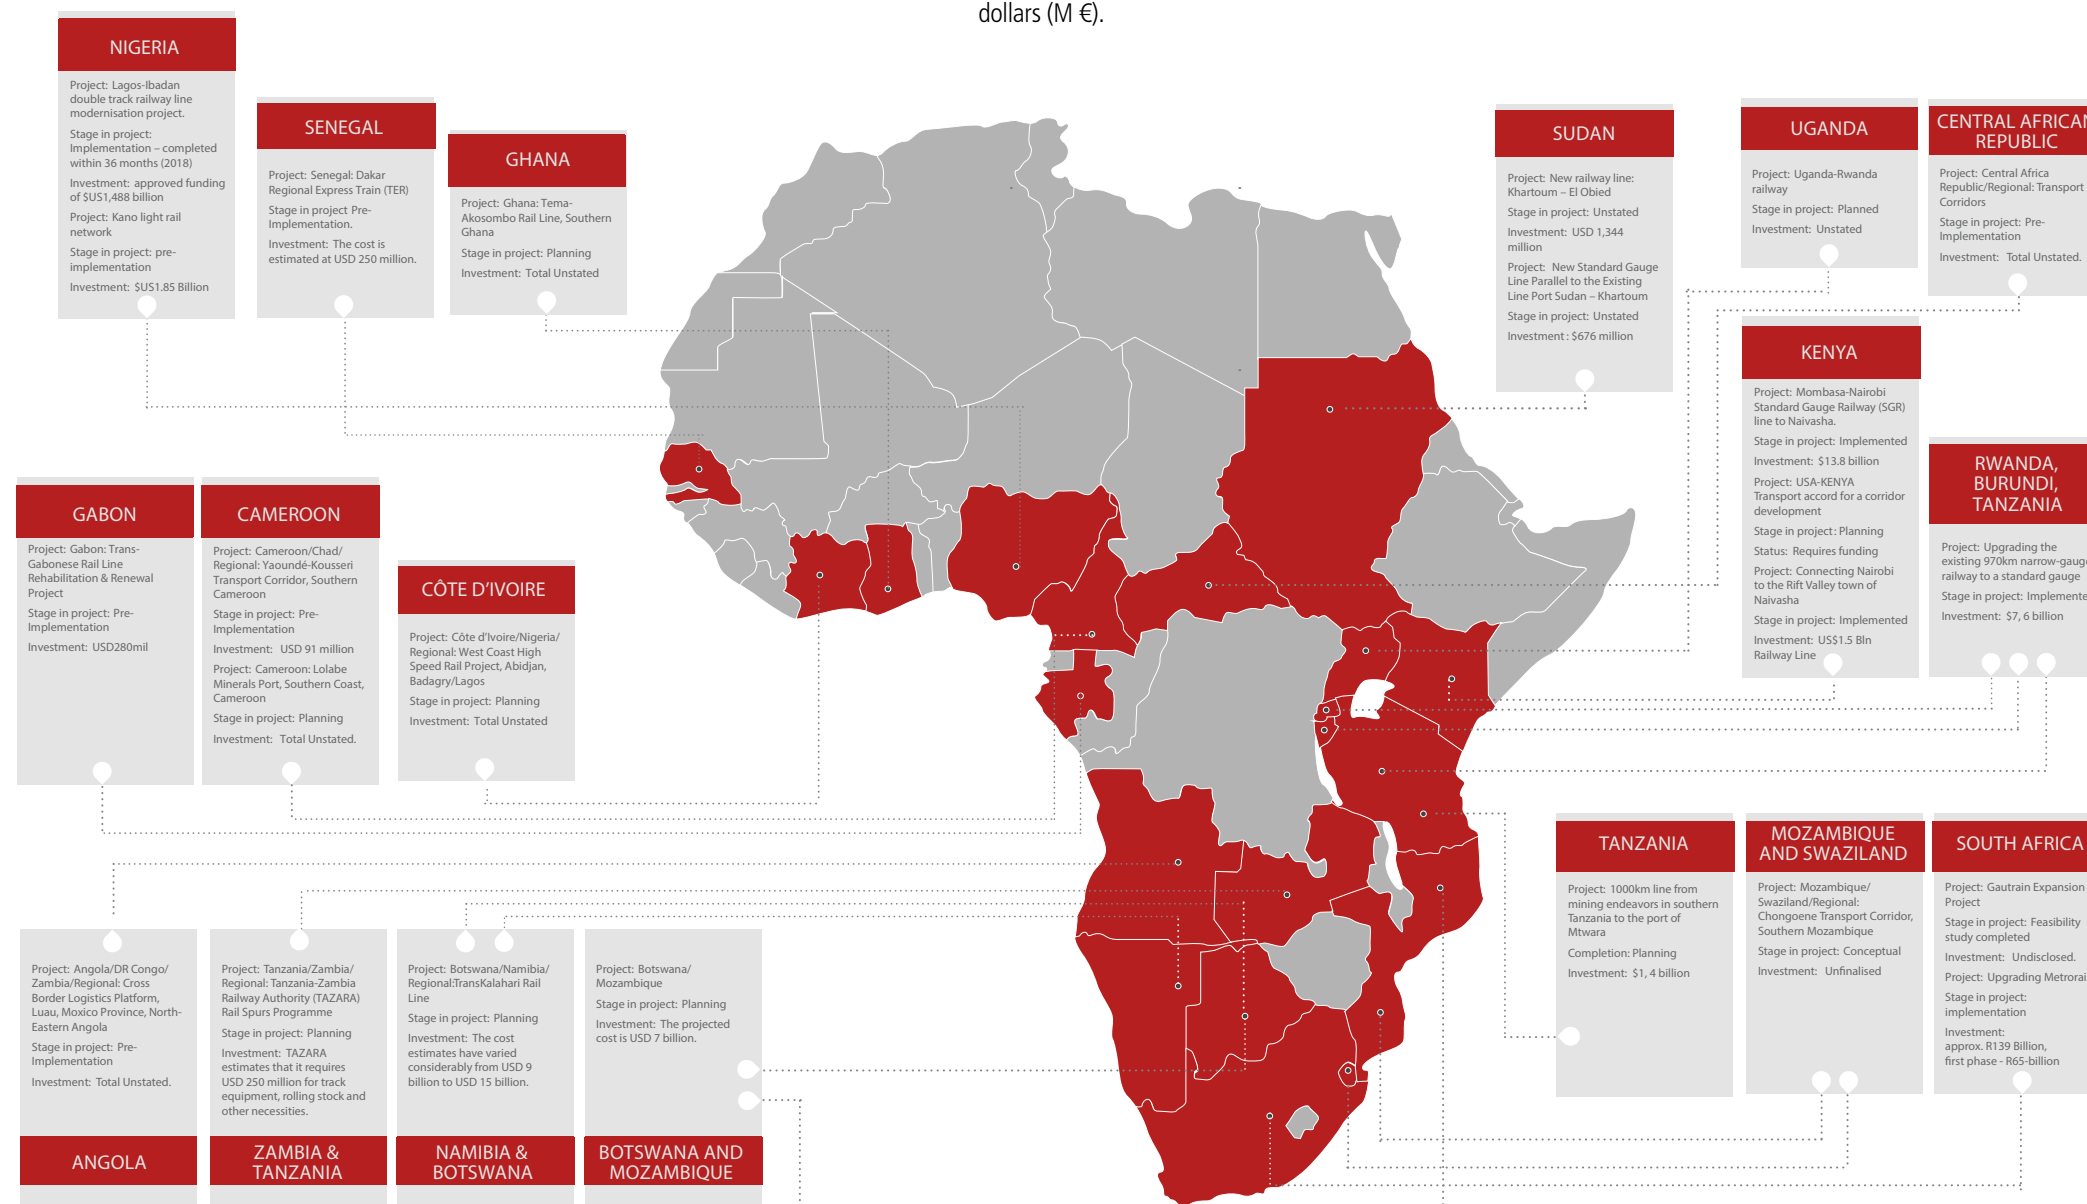 dollars (M €).
NIGERIA
Project: Lagos-Ibadan
double track railway line
modernisation project.
Stage in project:
Implementation – completed
within 36 months (2018)
Investment: approved funding
of $US1,488 billion
Project: Kano light rail
network
Stage in project: pre-
implementation
Investment: $US1.85 Billion
SENEGAL
Project: Senegal: Dakar
Regional Express Train (TER)
Stage in project Pre-
Implementation.
Investment: The cost is
estimated at USD 250 million.
GHANA
Project: Ghana: Tema-
Akosombo Rail Line, Southern
Ghana
Stage in project: Planning
Investment: Total Unstated
SUDAN
Project: New railway line:
Khartoum – El Obied
Stage in project: Unstated
Investment: USD 1,344
million
Project: New Standard Gauge
Line Parallel to the Existing
Line Port Sudan – Khartoum
Stage in project: Unstated
Investment : $676 million
UGANDA
Project: Uganda-Rwanda
railway
Stage in project: Planned
Investment: Unstated
CENTRAL AFRICAN
REPUBLIC
Project: Central Africa
Republic/Regional: Transport
Corridors
Stage in project: Pre-
Implementation
Investment: Total Unstated.
KENYA
Project: Mombasa-Nairobi
Standard Gauge Railway (SGR)
line to Naivasha.
Stage in project: Implemented
Investment: $13.8 billion
Project: USA-KENYA
Transport accord for a corridor
development
Stage in project: Planning
Status: Requires funding
Project: Connecting Nairobi
to the Rift Valley town of
Naivasha
Stage in project: Implemented
Investment: US$1.5 Bln
Railway Line
RWANDA,
BURUNDI,
TANZANIA
Project: Upgrading the
existing 970km narrow-gauge
railway to a standard gauge
Stage in project: Implemente
Investment: $7, 6 billion
GABON
Project: Gabon: Trans-
Gabonese Rail Line
Rehabilitation & Renewal
Project
Stage in project: Pre-
Implementation
Investment: USD280mil
CAMEROON
Project: Cameroon/Chad/
Regional: Yaoundé-Kousseri
Transport Corridor, Southern
Cameroon
Stage in project: Pre-
Implementation
Investment: USD 91 million
Project: Cameroon: Lolabe
Minerals Port, Southern Coast,
Cameroon
Stage in project: Planning
Investment: Total Unstated.
CÔTE D’IVOIRE
Project: Côte d’Ivoire/Nigeria/
Regional: West Coast High
Speed Rail Project, Abidjan,
Badagry/Lagos
Stage in project: Planning
Investment: Total Unstated
TANZANIA
Project: 1000km line from
mining endeavors in southern
Tanzania to the port of
Mtwara
Completion: Planning
Investment: $1, 4 billion
MOZAMBIQUE
AND SWAZILAND
Project: Mozambique/
Swaziland/Regional:
Chongoene Transport Corridor,
Southern Mozambique
Stage in project: Conceptual
Investment: Unfinalised
SOUTH AFRICA
Project: Gautrain Expansion
Project
Stage in project: Feasibility
study completed
Investment: Undisclosed.
Project: Upgrading Metrorai
Stage in project:
implementation
Investment:
approx. R139 Billion,
first phase - R65-billion
Project: Angola/DR Congo/
Zambia/Regional: Cross
Border Logistics Platform,
Luau, Moxico Province, North-
Eastern Angola
Stage in project: Pre-
Implementation
Investment: Total Unstated.
ANGOLA
Project: Tanzania/Zambia/
Regional: Tanzania-Zambia
Railway Authority (TAZARA)
Rail Spurs Programme
Stage in project: Planning
Investment: TAZARA
estimates that it requires
USD 250 million for track
equipment, rolling stock and
other necessities.
ZAMBIA &
TANZANIA
Project: Botswana/Namibia/
Regional:TransKalahari Rail
Line
Stage in project: Planning
Investment: The cost
estimates have varied
considerably from USD 9
billion to USD 15 billion.
NAMIBIA &
BOTSWANA
Project: Botswana/
Mozambique
Stage in project: Planning
Investment: The projected
cost is USD 7 billion.
BOTSWANA AND
MOZAMBIQUE